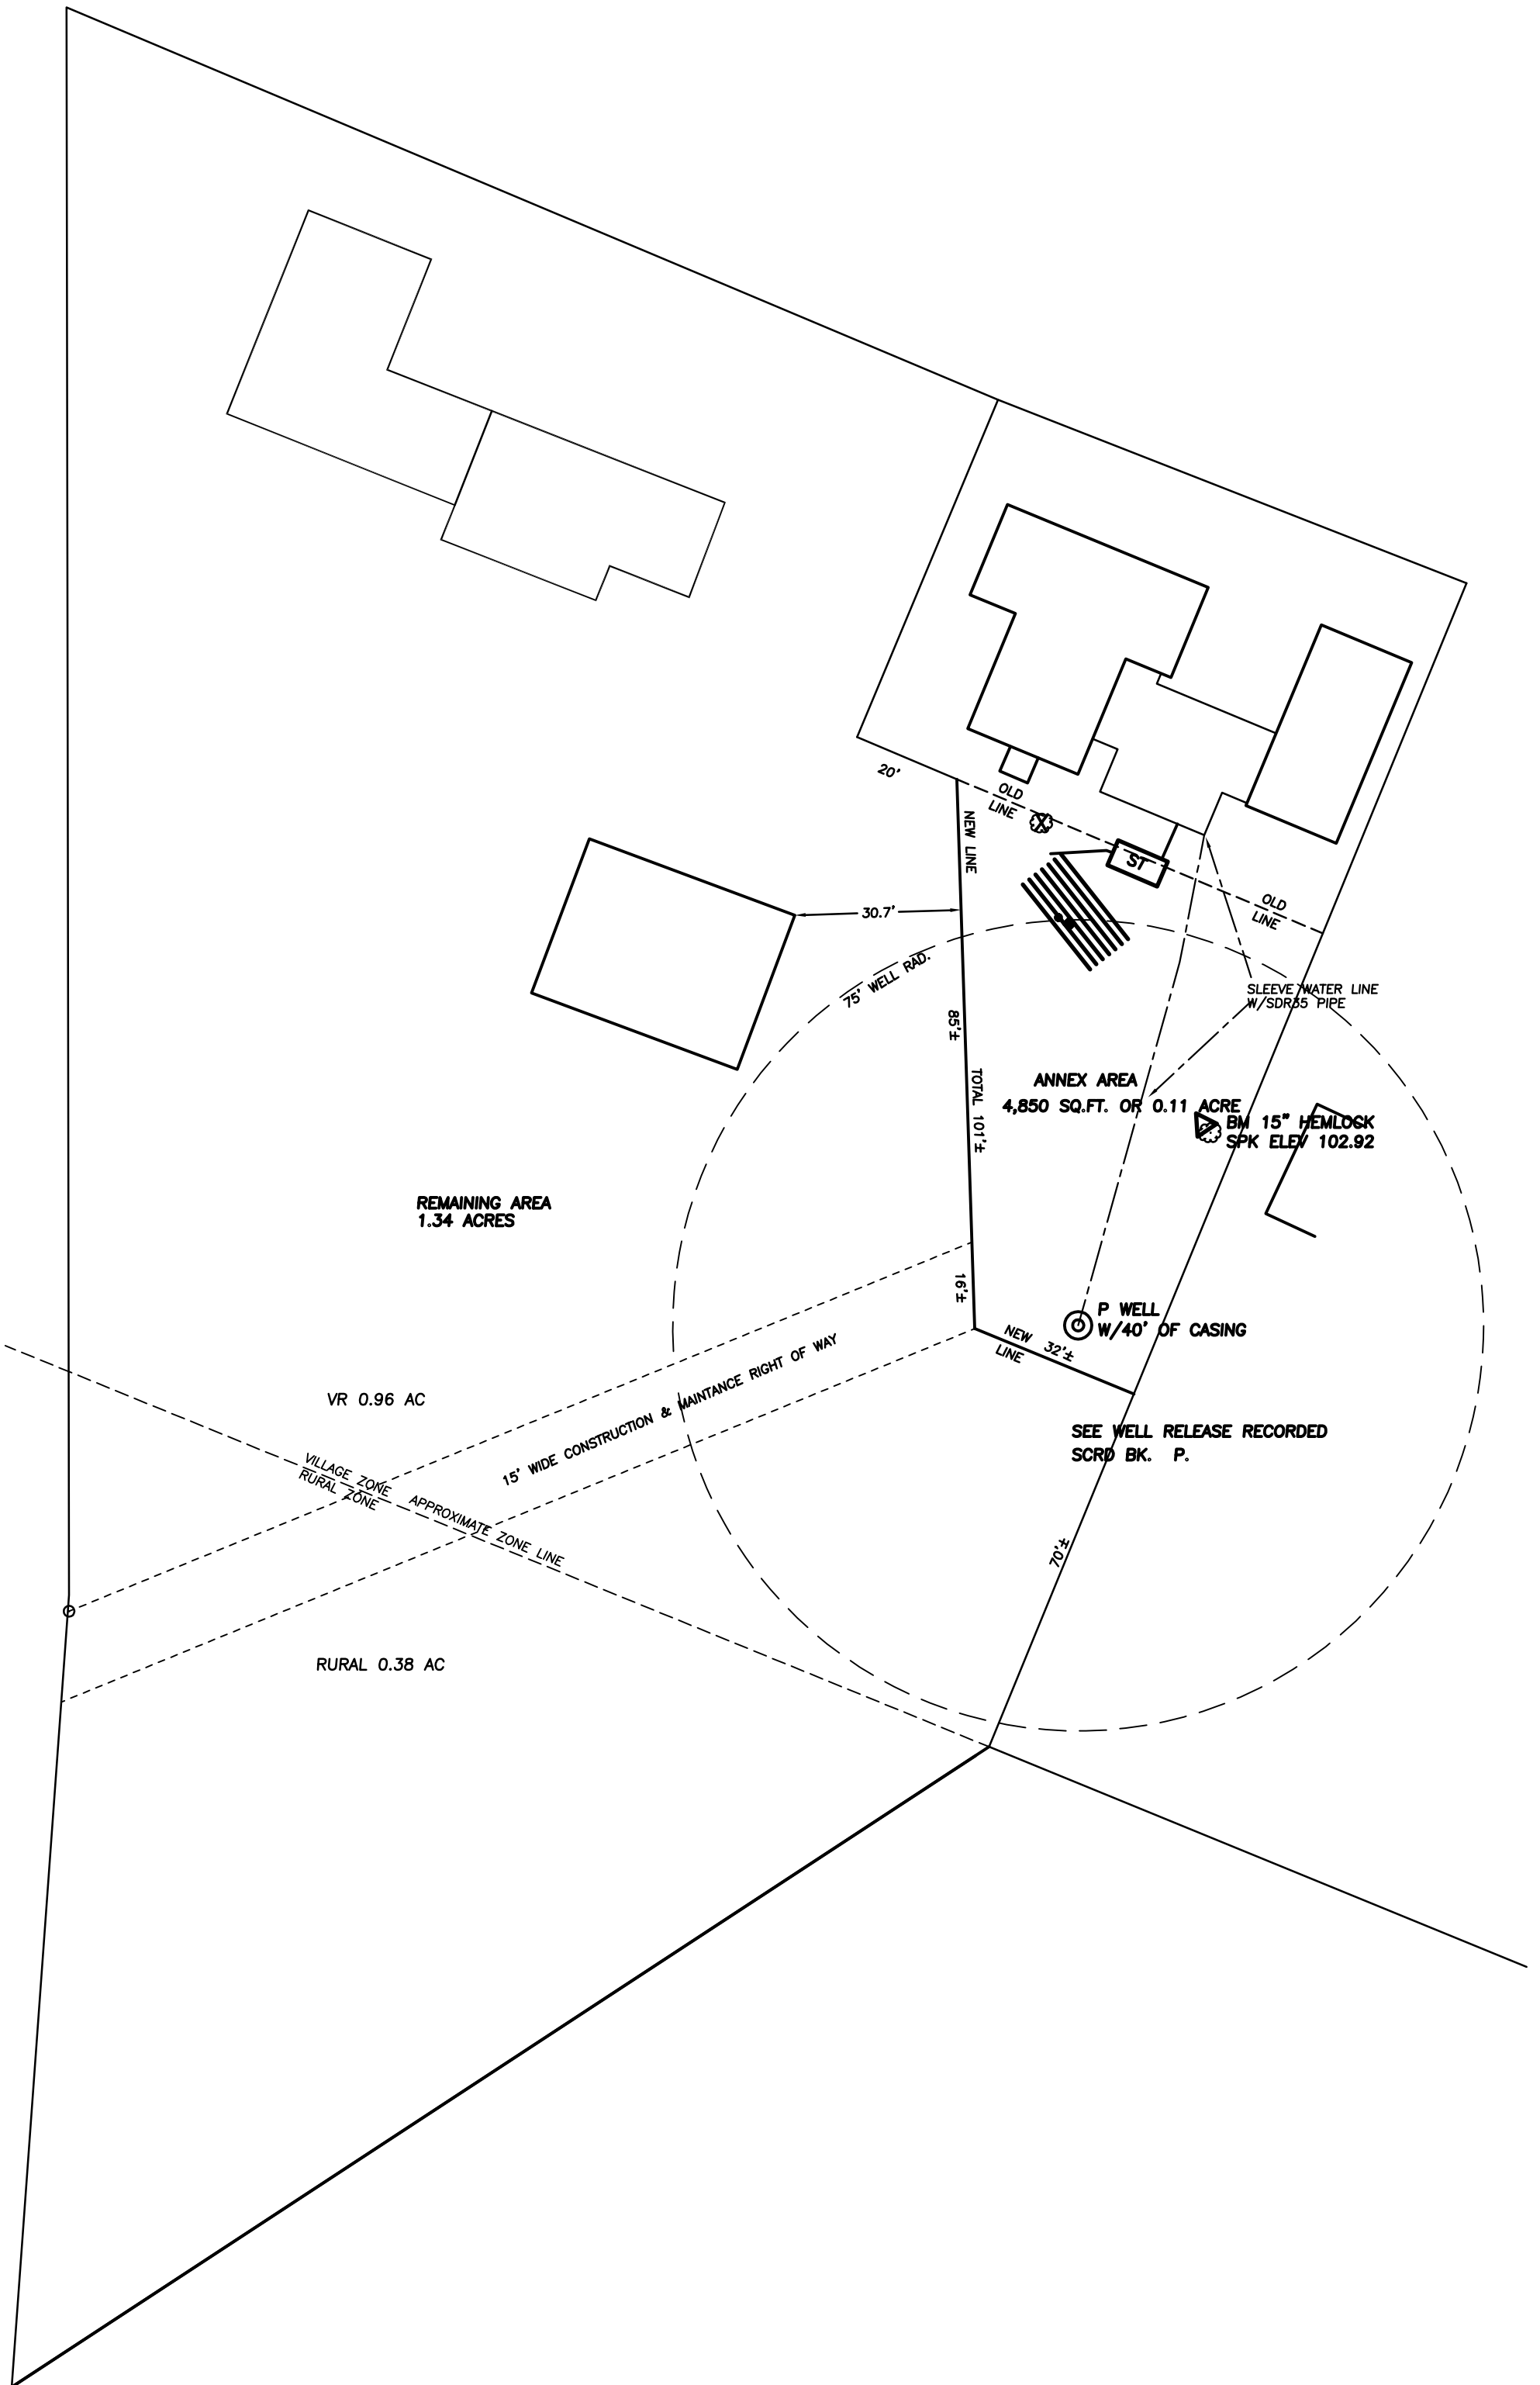 20'
OLD
LINE
NEW LINE
ST
OLD
LINE
30.7'
75' WELL RAD.
SLEEVE WATER LINE
W/SDR35 PIPE
85'±
TOTAL 101'±
ANNEX AREA
4,850 SQ.FT. OR 0.11 ACRE
BM 15" HEMLOCK
SPK ELEV 102.92
REMAINING AREA
1.34 ACRES
16'±
P WELL
W/40' OF CASING
NEW 32'±
LINE
15' WIDE CONSTRUCTION & MAINTANCE RIGHT OF WAY
VR 0.96 AC
SEE WELL RELEASE RECORDED
SCRD BK. P.
VILLAGE ZONE APPROXIMATE ZONE LINE
RURAL ZONE
70'±
RURAL 0.38 AC